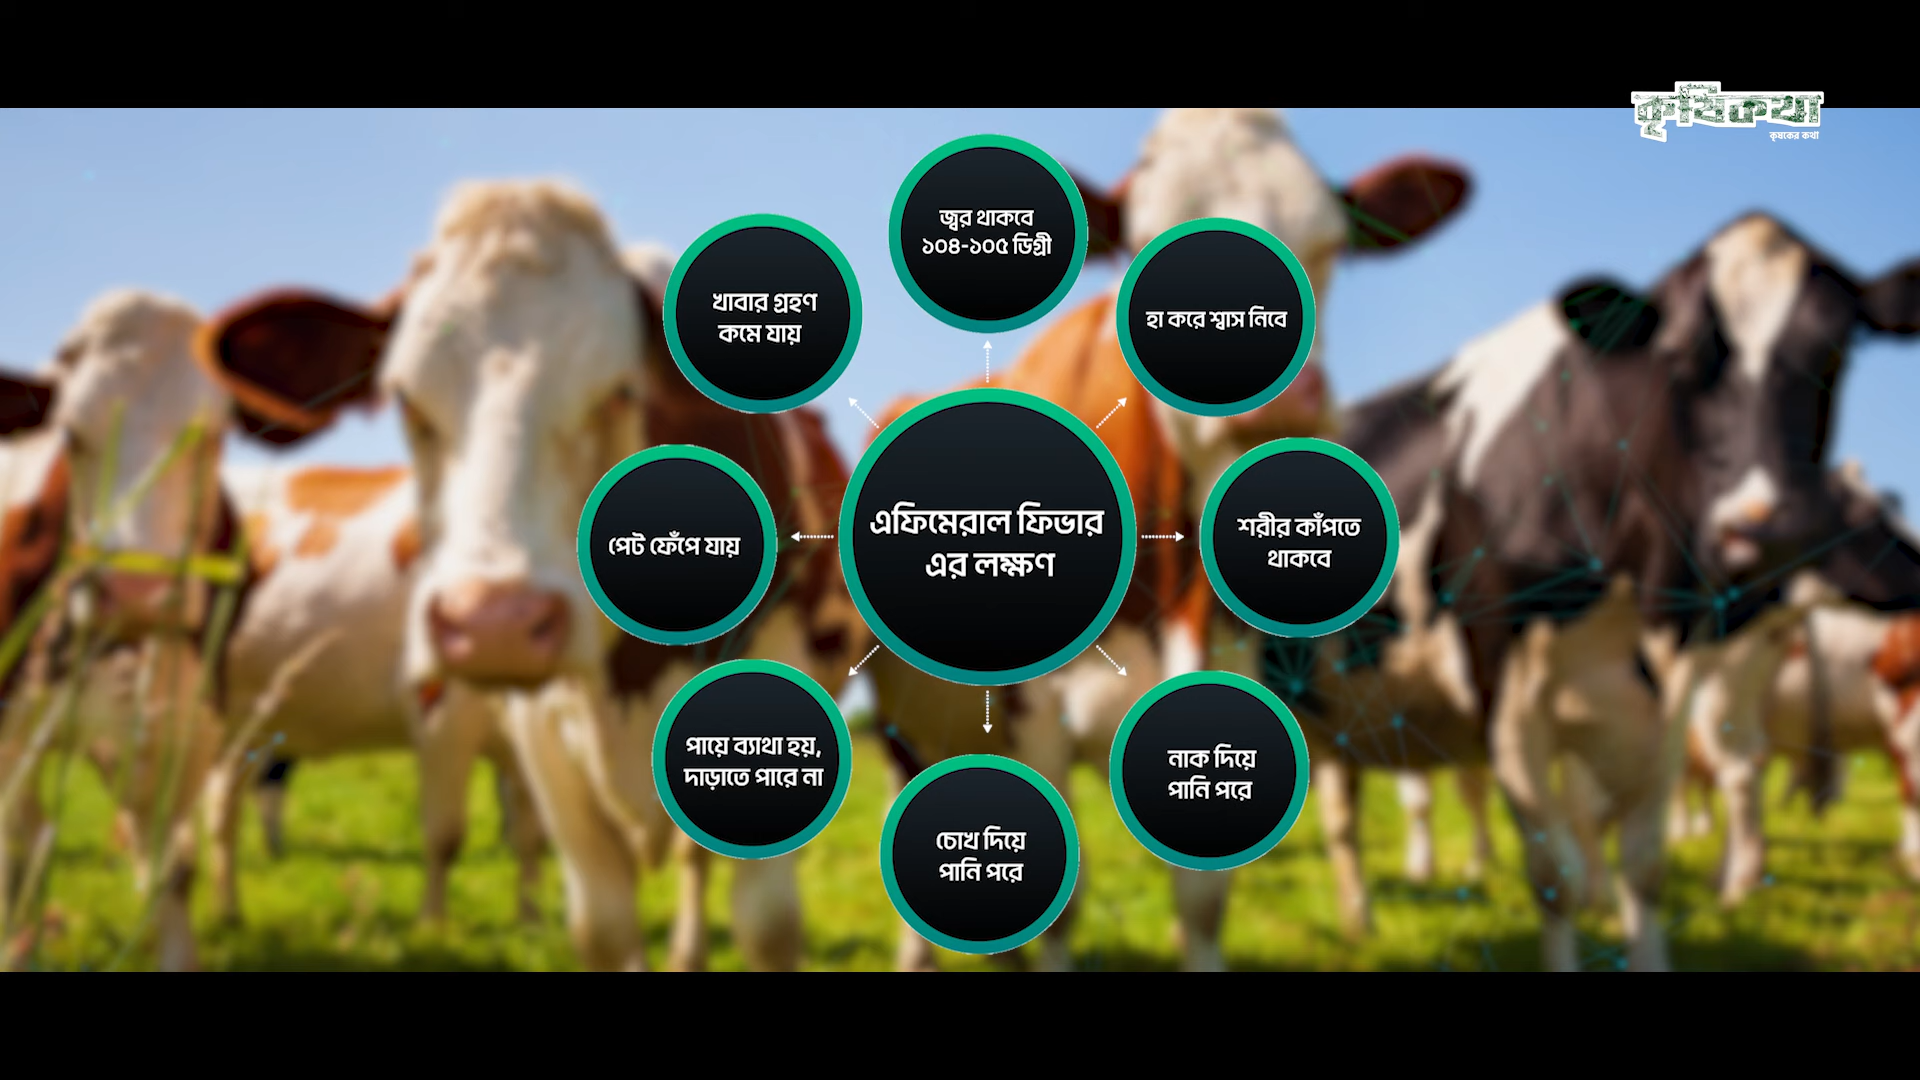 কৃষিকথা
কৃষকের কথা
জ্বর থাকবে
১০৪-১০৫ ডিগ্রী
খাবার গ্রহণ
কমে যায়
হা করে শ্বাস নিবে
এফিমেরাল ফিভার
এর লক্ষণ
পেট ফেঁপে যায়
শরীর কাঁপতে
থাকবে
পায়ে ব্যাথা হয়,
দাড়াতে পারে না
নাক দিয়ে
পানি পরে
চোখ দিয়ে
পানি পরে